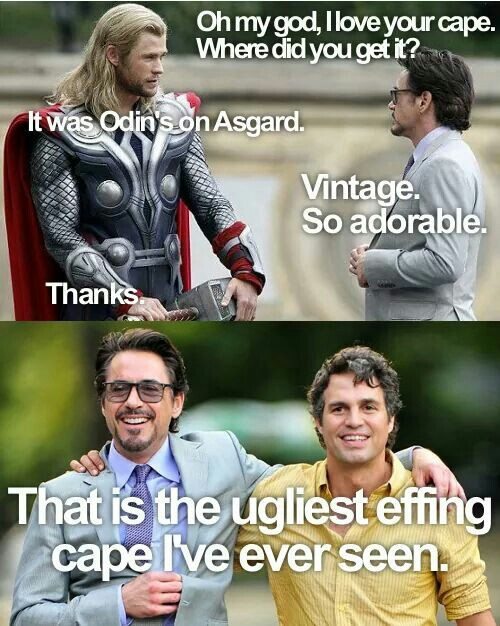 Oh my god, I love your cape.
Where did you get it?
It was Odin's on Asgard.
Vintage.
So adorable.
Thanks.
That is the ugliest effing
cape I've ever seen.